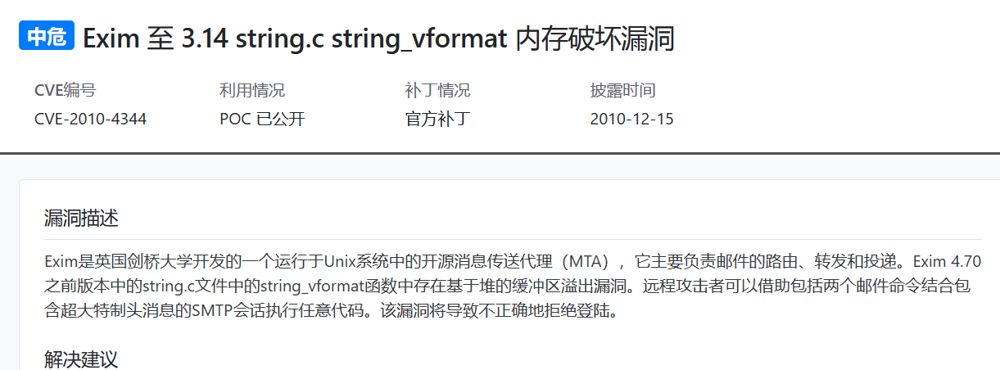 中危 Exim 至 3.14 string.c string_vformat 内存破坏漏洞
CVE编号 利用情况 补丁情况 披露时间
CVE-2010-4344 POC 已公开 官方补丁 2010-12-15
漏洞描述
Exim是英国剑桥大学开发的一个运行于Unix系统中的开源消息传送代理（MTA），它主要负责邮件的路由、转发和投递。Exim 4.70
之前版本中的string.c文件中的string_vformat函数中存在基于堆的缓冲区溢出漏洞。远程攻击者可以借助包括两个邮件命令结合包
含超大特制头消息的SMTP会话执行任意代码。该漏洞将导致不正确地拒绝登陆。
解决建议